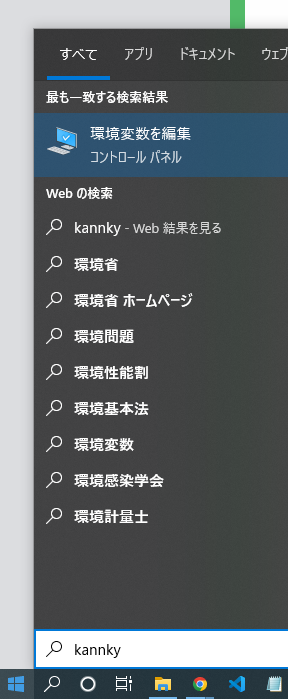 すべて アプリ ドキュメント ウェブ
最も一致する検索結果
環境変数を編集
コントロール パネル
Web の検索
kannky - Web 結果を見る
環境省
環境省 ホームページ
環境問題
環境性能割
環境基本法
環境変数
環境感染学会
環境計量士
kannky